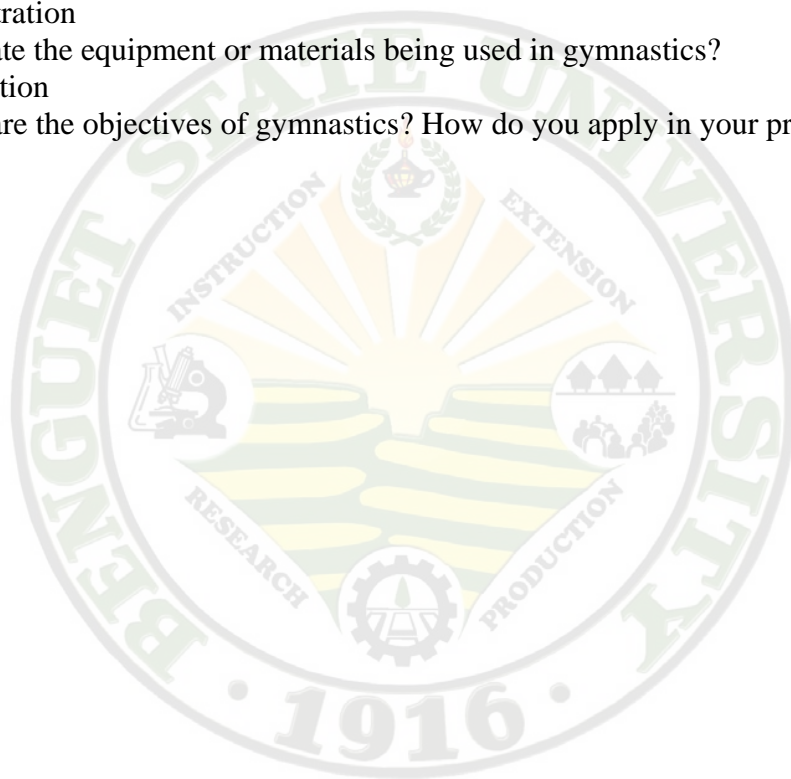 tration
ate the equipment or materials being used in gymnastics?
tion
are the objectives of gymnastics? How do you apply in your pr
BENGUET STATE UNIVERSITY
INSTRUCTION
EXTENSION
RESEARCH
PRODUCTION
1916